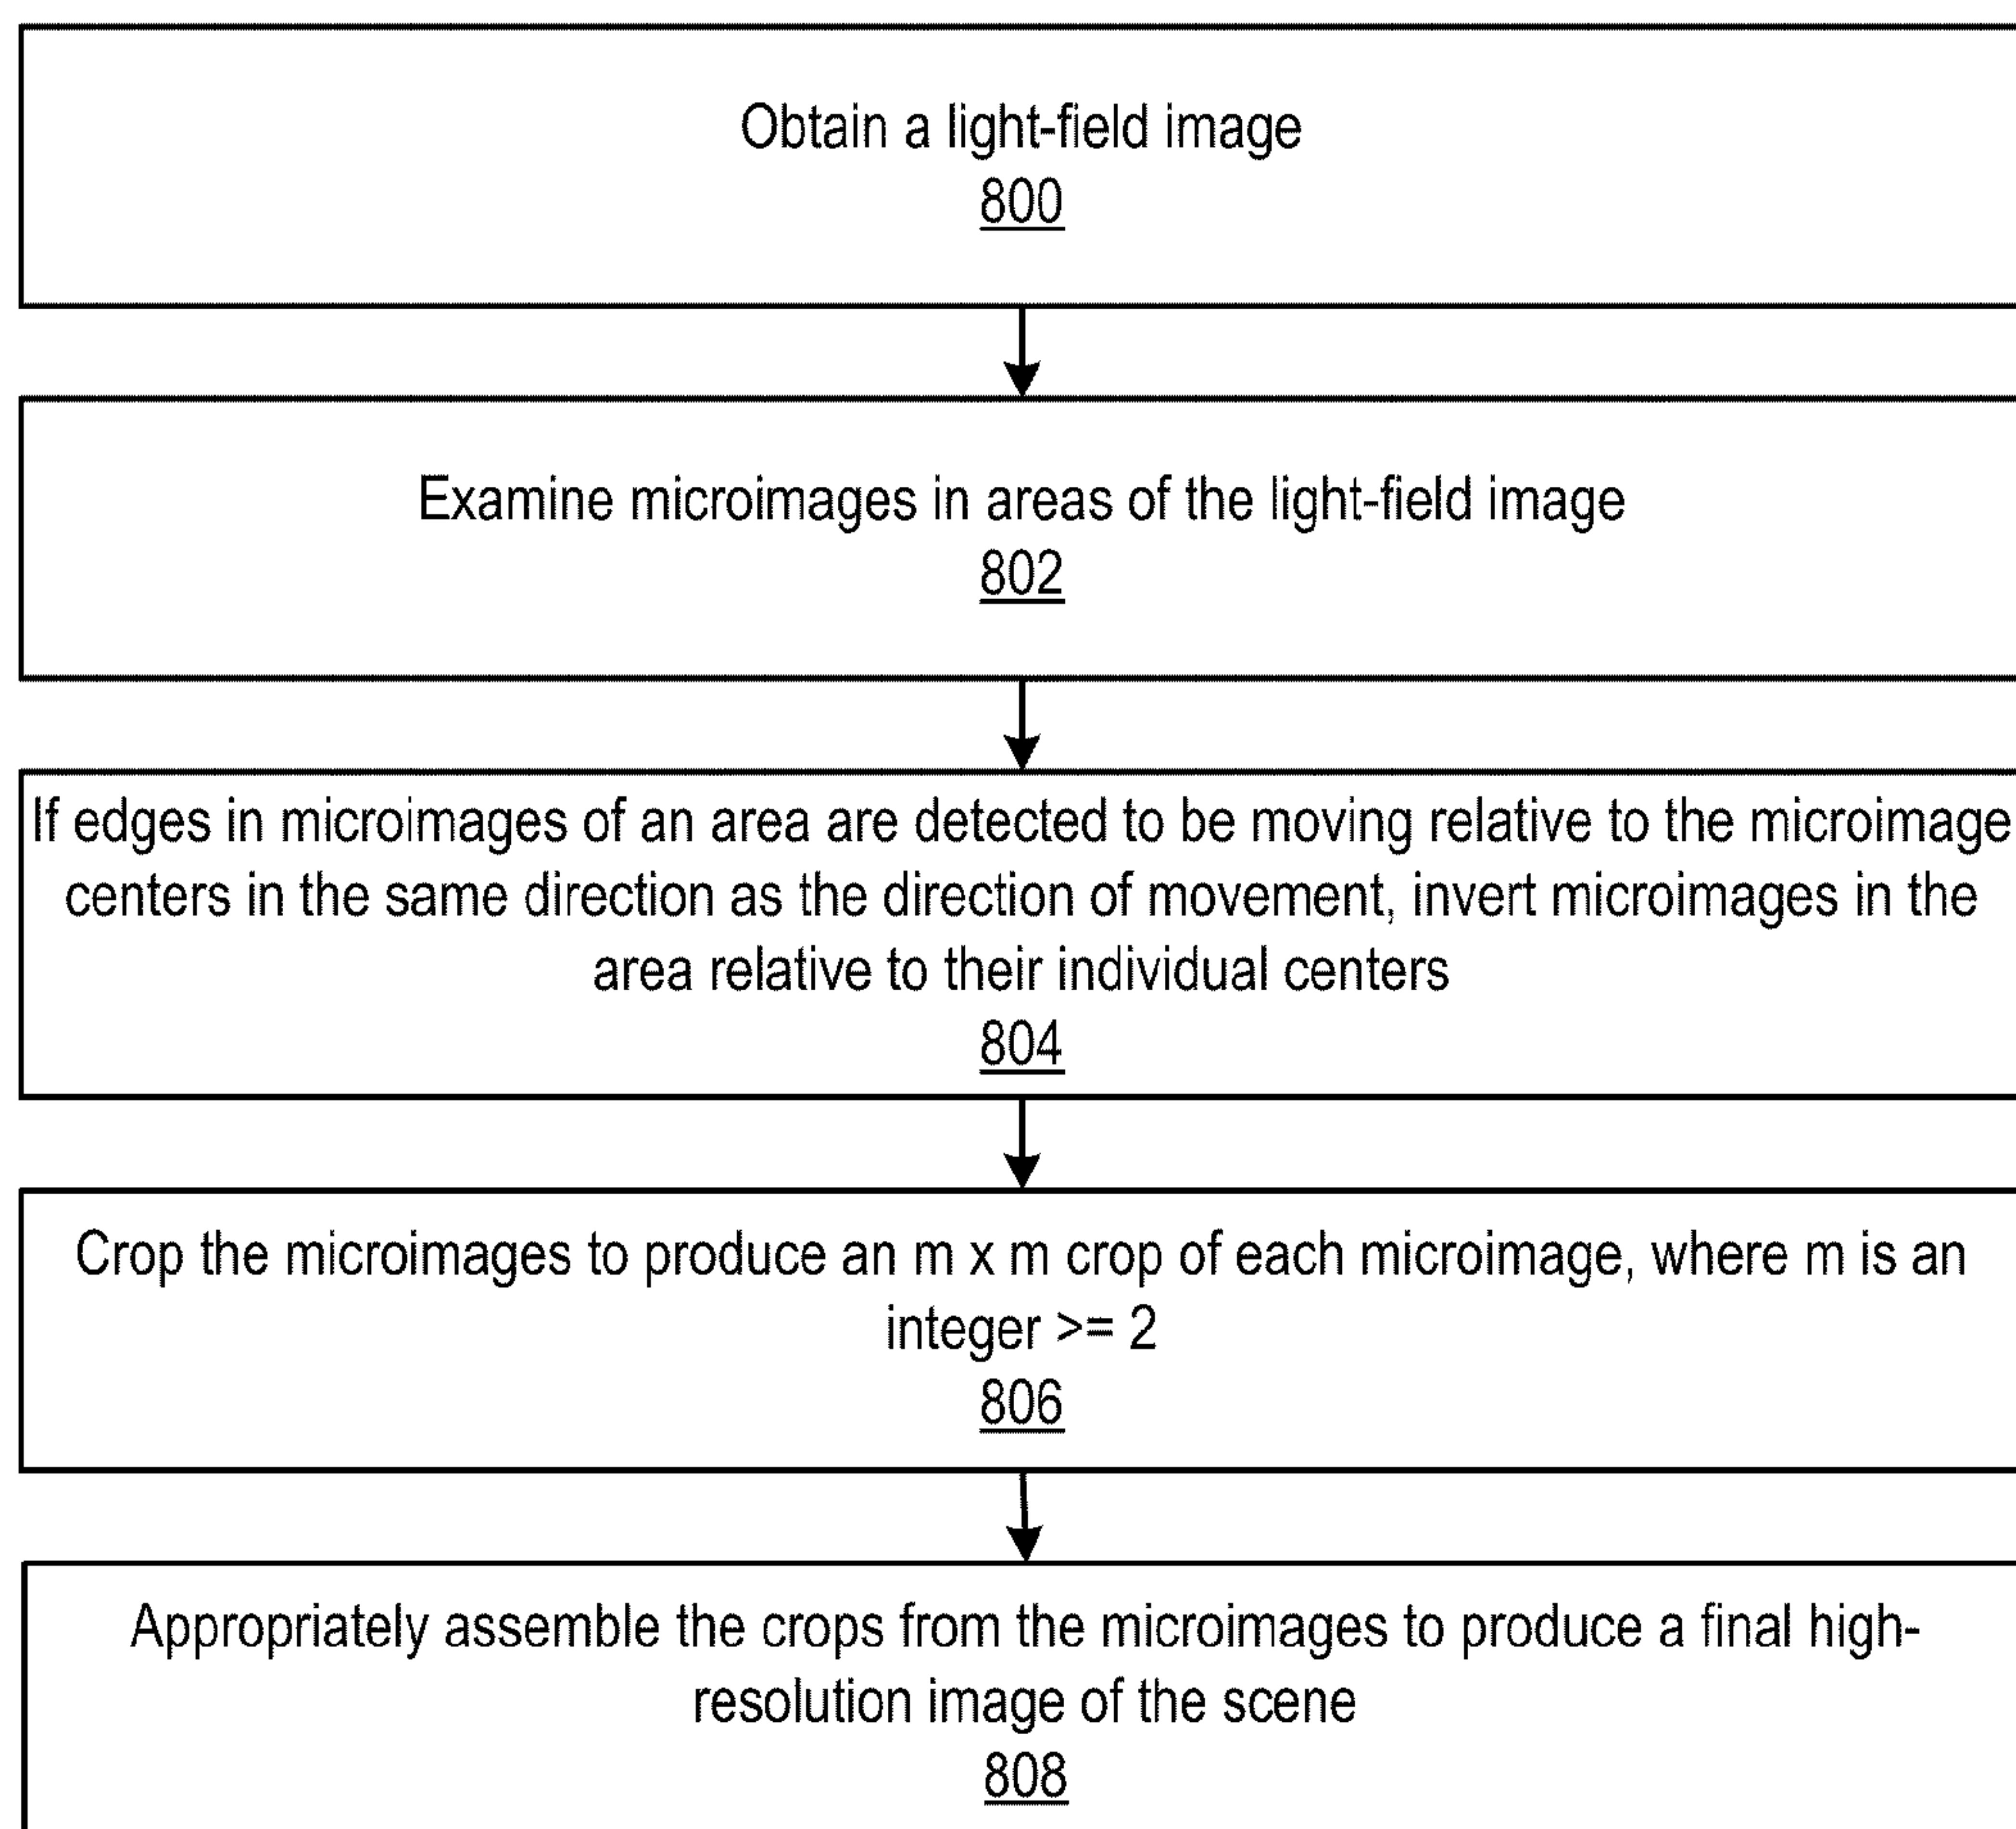 Obtain a light-field image
800
Examine microimages in areas of the light-field image
802
If edges in microimages of an area are detected to be moving relative to the microimage
centers in the same direction as the direction of movement, invert microimages in the
area relative to their individual centers
804
Crop the microimages to produce an m x m crop of each microimage, where m is an
integer >= 2
806
Appropriately assemble the crops from the microimages to produce a final high-
resolution image of the scene
808